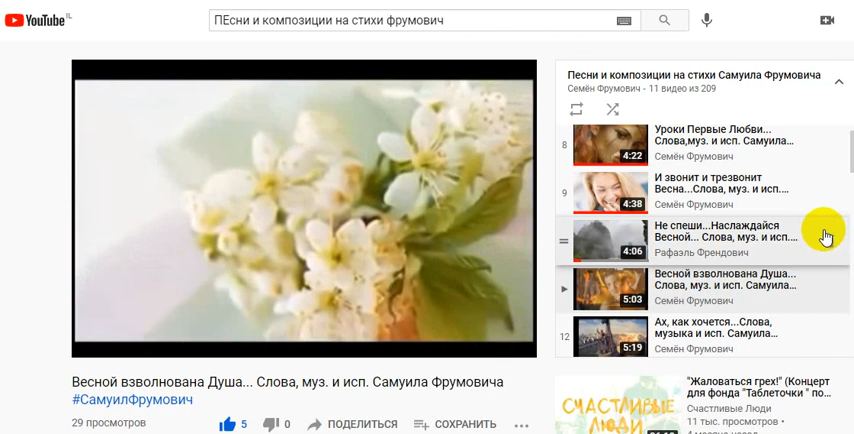 YouTube IL
ПЕсни и композиции на стихи фрумович
Весной взволнована Душа... Слова, муз. и исп. Самуила Фрумовича
#СамуилФрумович
29 просмотров
5
0
ПОДЕЛИТЬСЯ
СОХРАНИТЬ
Песни и композиции на стихи Самуила Фрумовича
Семён Фрумович - 11 видео из 209
8
4:22
Уроки Первые Любви...
Слова,муз. и исп. Самуила...
Семён Фрумович
9
4:38
И звонит и трезвонит
Весна...Слова, муз. и исп....
Семён Фрумович
4:06
Не спеши...Наслаждайся
Весной... Слова, муз. и исп....
Рафаэль Френдович
5:03
Весной взволнована Душа...
Слова, муз. и исп. Самуила...
Семён Фрумович
12
5:19
Ах, как хочется...Слова,
музыка и исп. Самуила...
Семён Фрумович
СЧАСТЛИВЫЕ
ЛЮДИ
"Жаловаться грех!" (Концерт
для фонда "Таблеточки " по...
Счастливые Люди
11 тыс. просмотров •